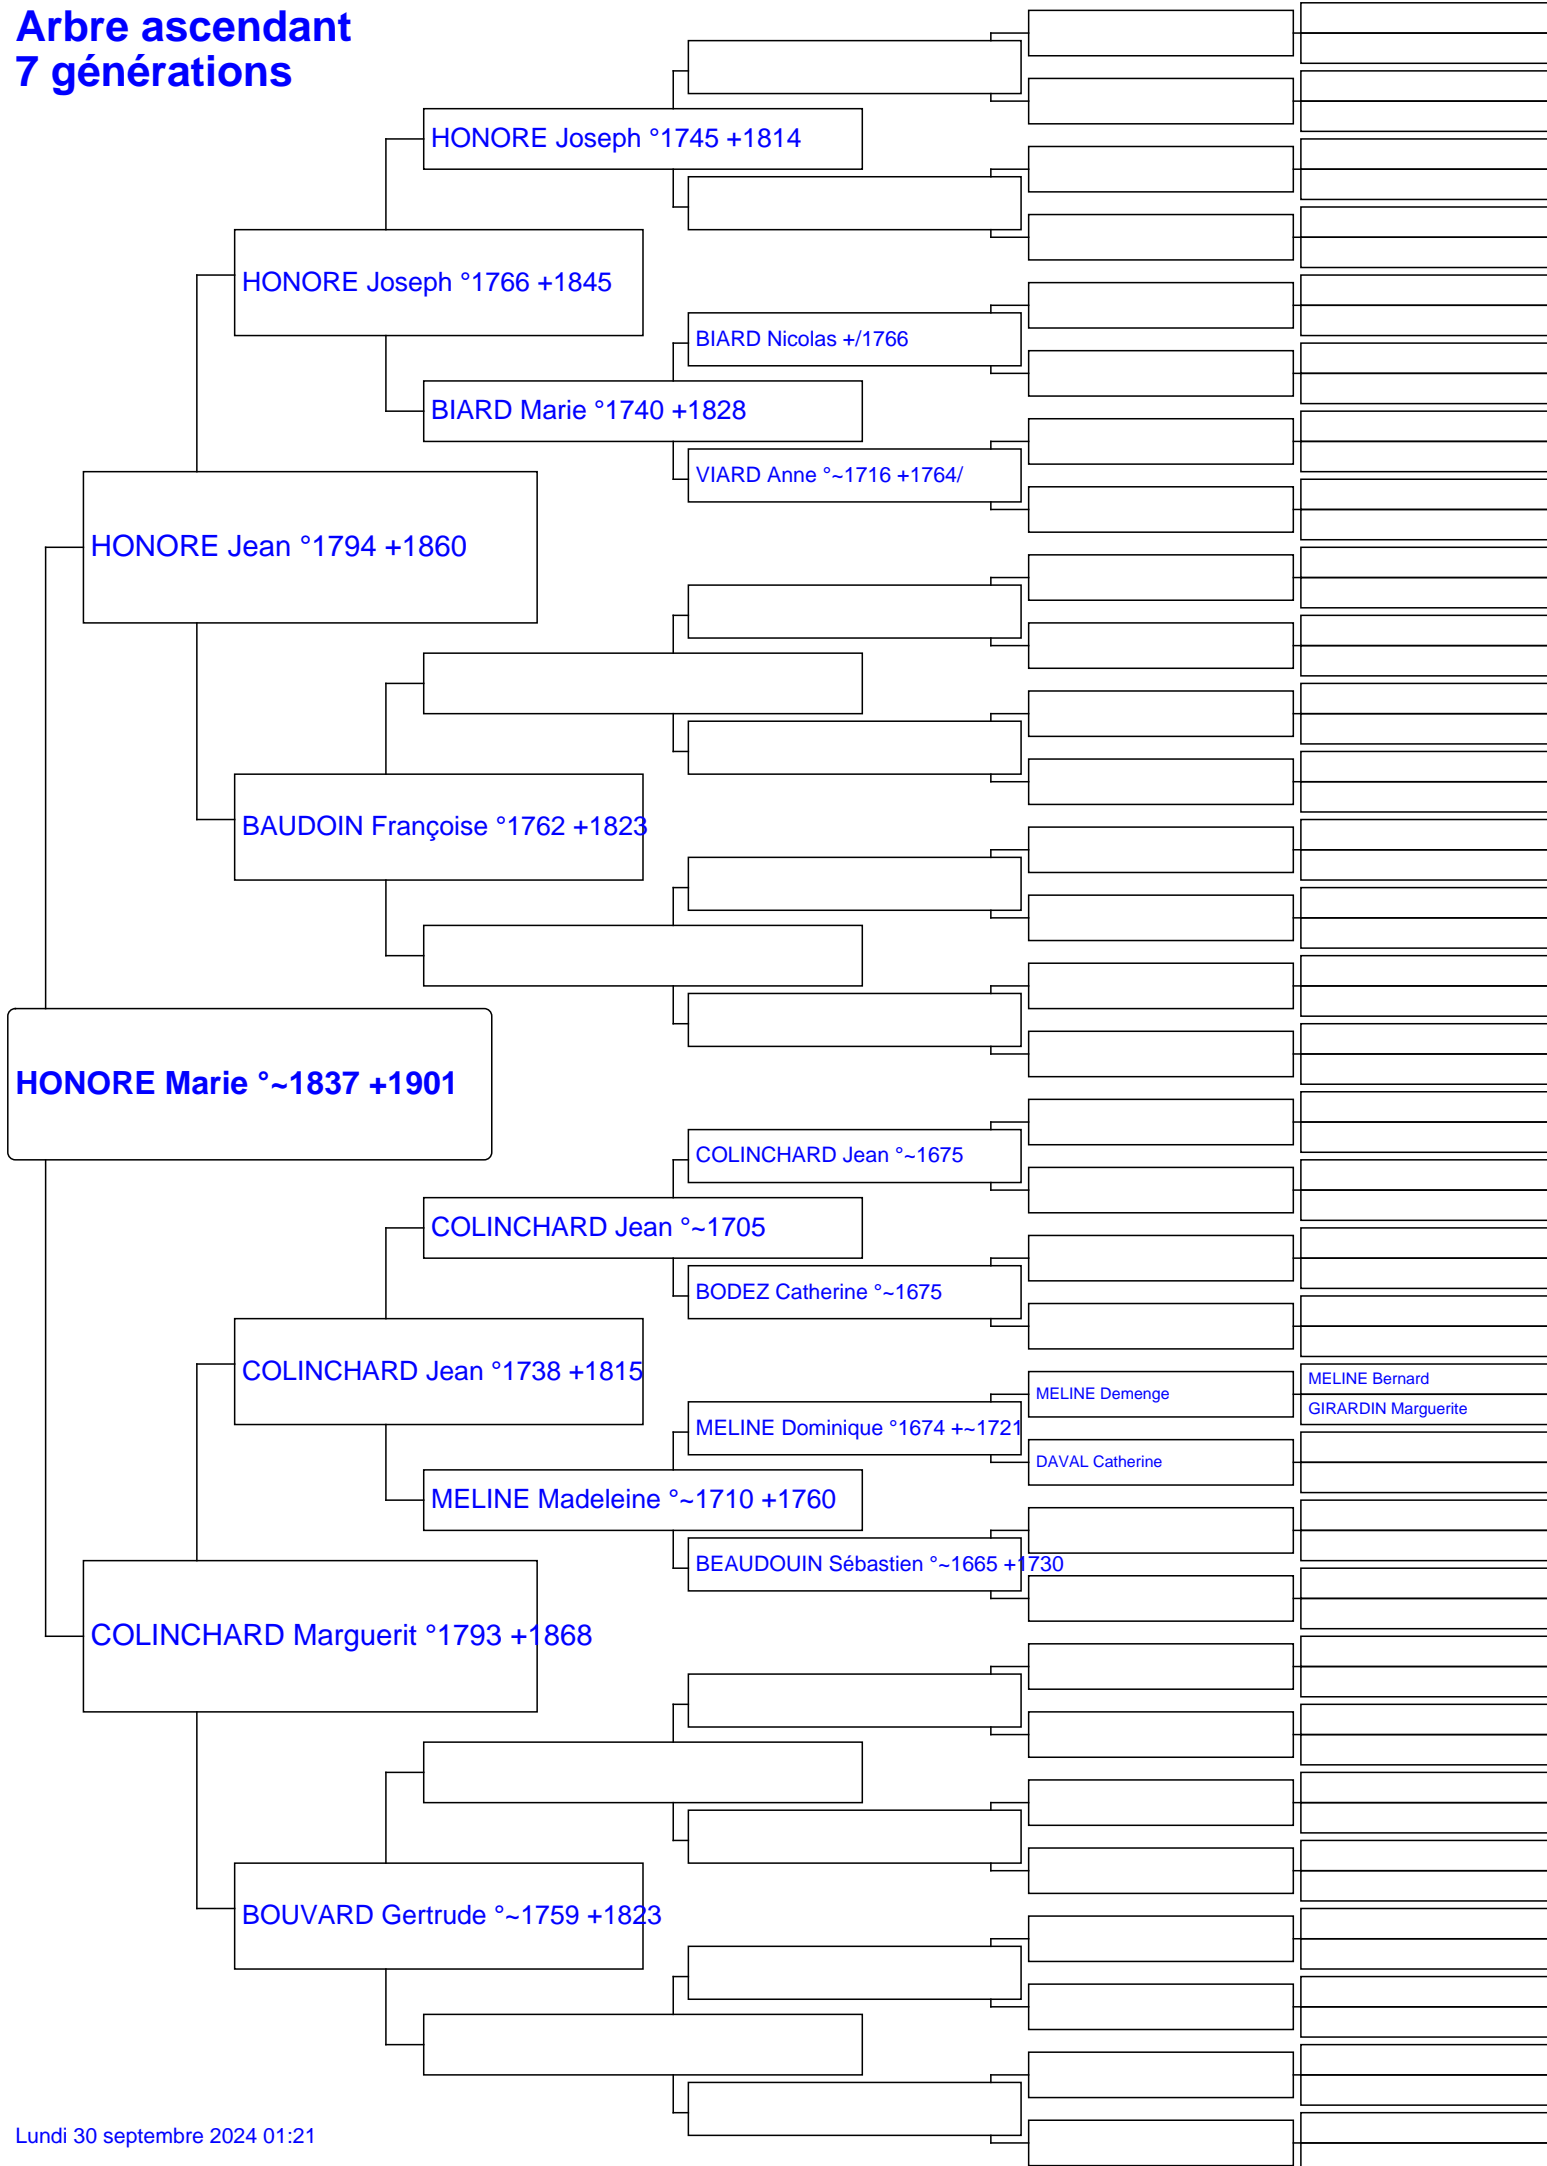 Arbre ascendant
7 générations
HONORE Joseph °1745 +1814
HONORE Joseph °1766 +1845
BIARD Nicolas +/1766
BIARD Marie °1740 +1828
VIARD Anne °~1716 +1764/
HONORE Jean °1794 +1860
BAUDOIN Françoise °1762 +1823
HONORE Marie °~1837 +1901
COLINCHARD Jean °~1675
COLINCHARD Jean °~1705
BODEZ Catherine °~1675
COLINCHARD Jean °1738 +1815
MELINE Bernard
MELINE Demenge
GIRARDIN Marguerite
MELINE Dominique °1674 +~1721
DAVAL Catherine
MELINE Madeleine °~1710 +1760
BEAUDOUIN Sébastien °~1665 +1730
COLINCHARD Marguerit °1793 +1868
BOUVARD Gertrude °~1759 +1823
Lundi 30 septembre 2024 01:21